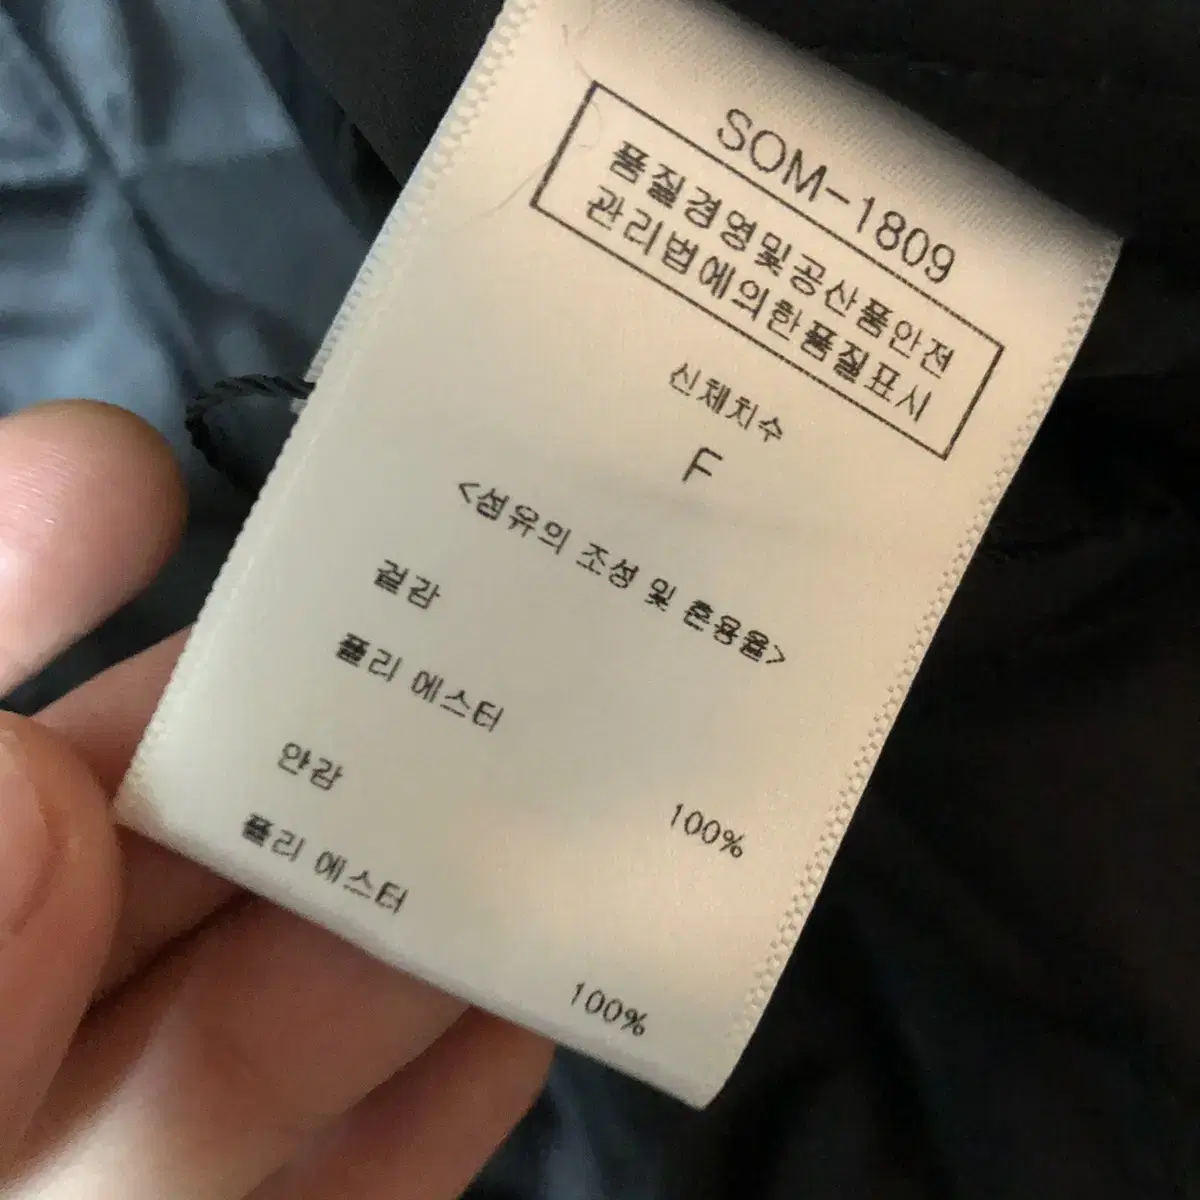 SOM-1809
품질경영및공산품안전
관리법에의한품질표시
신체치수
F
<섬유의 조성 및 혼용율>
겉감
폴리 에스터
100%
안감
폴리 에스터
100%